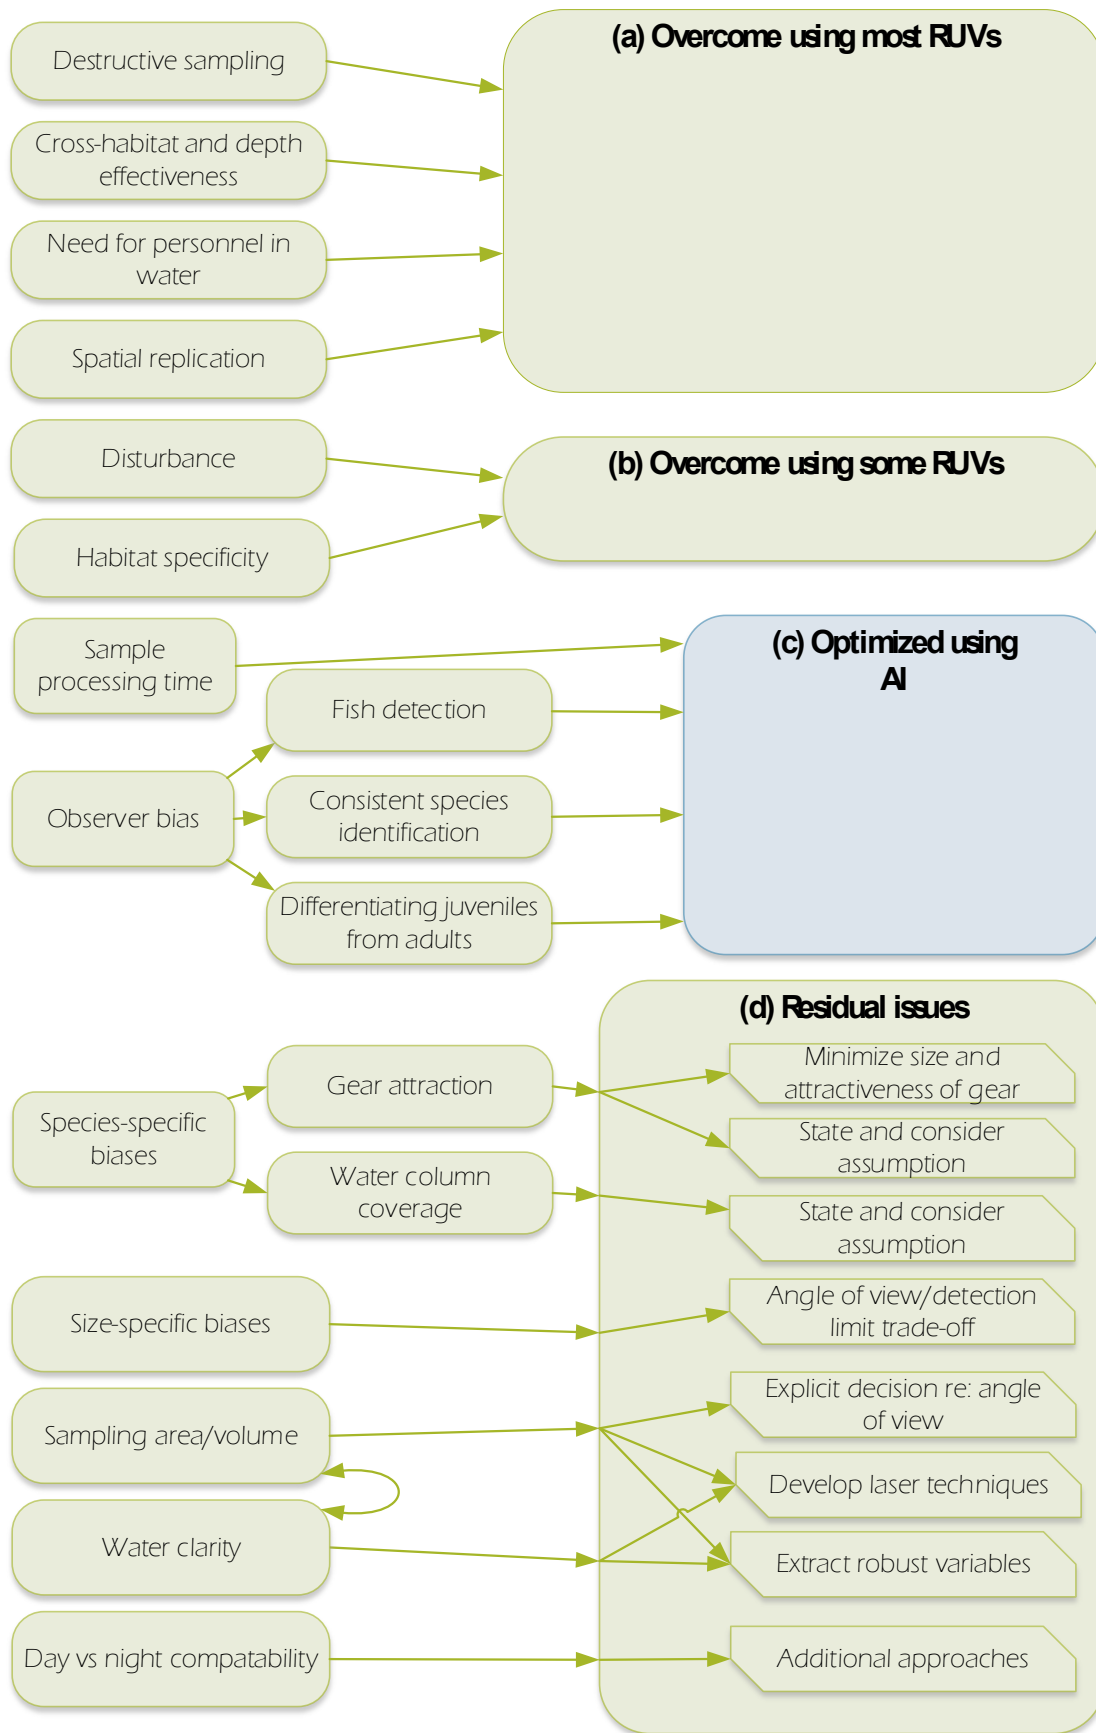 (a) Overcome using most RUVs
Destructive sampling
Cross-habitat and depth
effectiveness
Need for personnel in
water
Spatial replication
(b) Overcome using some RUVs
Disturbance
Habitat specificity
(c) Optimized using
AI
Sample
processing time
Fish detection
Observer bias
Consistent species
identification
Differentiating juveniles
from adults
(d) Residual issues
Species-specific
biases
Gear attraction
Minimize size and
attractiveness of gear
State and consider
assumption
Water column
coverage
State and consider
assumption
Size-specific biases
Angle of view/detection
limit trade-off
Sampling area/volume
Explicit decision re: angle
of view
Develop laser techniques
Water clarity
Extract robust variables
Day vs night compatability
Additional approaches